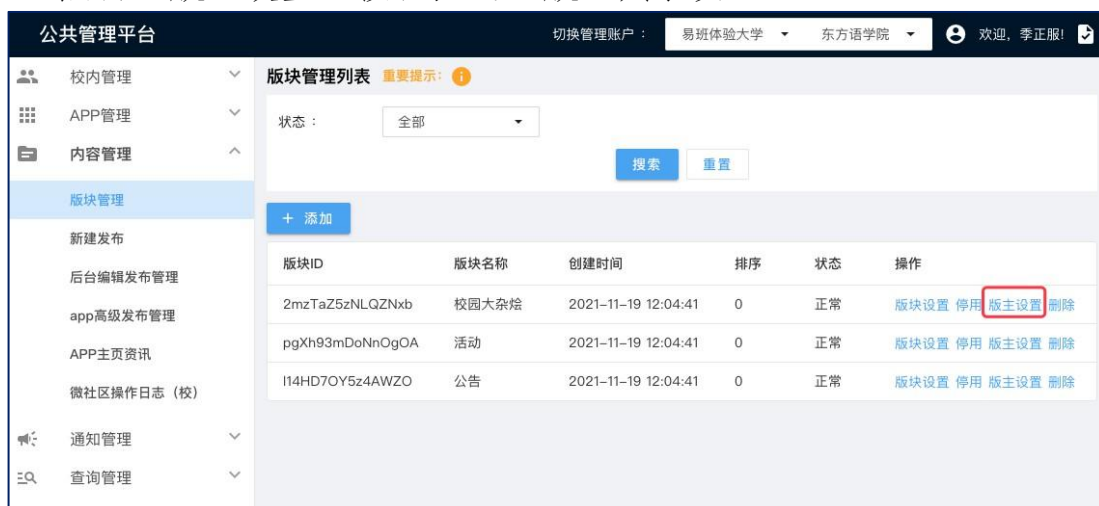 公共管理平台
切换管理账户： 易班体验大学 东方语学院 欢迎, 季正服!
校内管理
APP管理
内容管理
版块管理
新建发布
后台编辑发布管理
app高级发布管理
APP主页资讯
微社区操作日志（校）
通知管理
查询管理
版块管理列表 重要提示:
状态： 全部
搜索 重置
+ 添加
版块ID 版块名称 创建时间 排序 状态 操作
2mzTaZ5zNLQZNxb 校园大杂烩 2021-11-19 12:04:41 0 正常 版块设置 停用 版主设置 删除
pgXh93mDoNnOgOA 活动 2021-11-19 12:04:41 0 正常 版块设置 停用 版主设置 删除
l14HD7OY5z4AWZO 公告 2021-11-19 12:04:41 0 正常 版块设置 停用 版主设置 删除